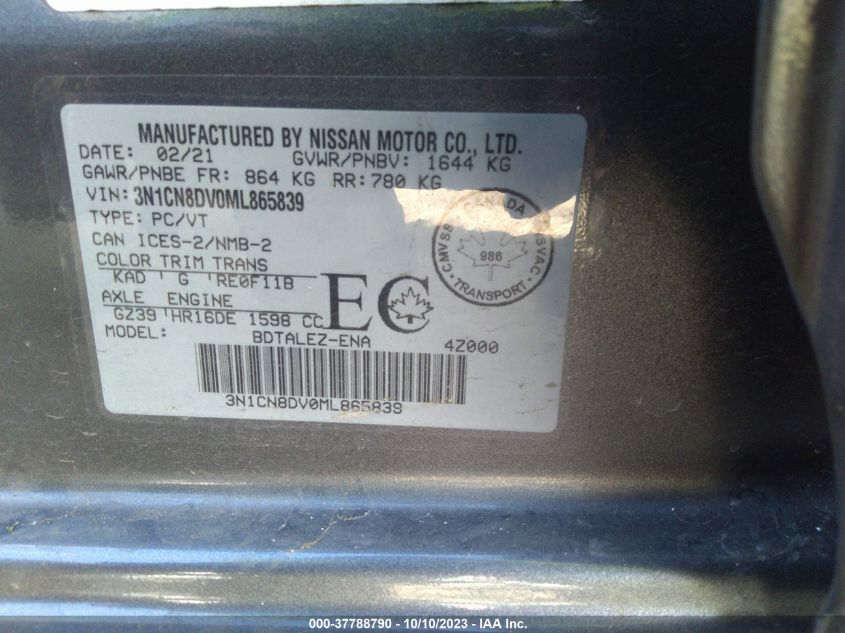 MANUFACTURED BY NISSAN MOTOR CO., LTD.
DATE: 02/21 GVWR/PNBV: 1644 KG
GAWR/PNBE FR: 864 KG RR: 780 KG
VIN: 3N1CN8DV0ML865839
TYPE: PC/VT
CAN ICES-2/NMB-2
COLOR TRIM TRANS
KAD G RE0F11B
AXLE ENGINE
GZ39 HR16DE 1598 CC
MODEL: BDTALEZ-ENA 4Z000
EC
CANADA
CMVSS
NSVAC
986
TRANSPORT
3N1CN8DV0ML865839
000-37788790 - 10/10/2023 - IAA Inc.